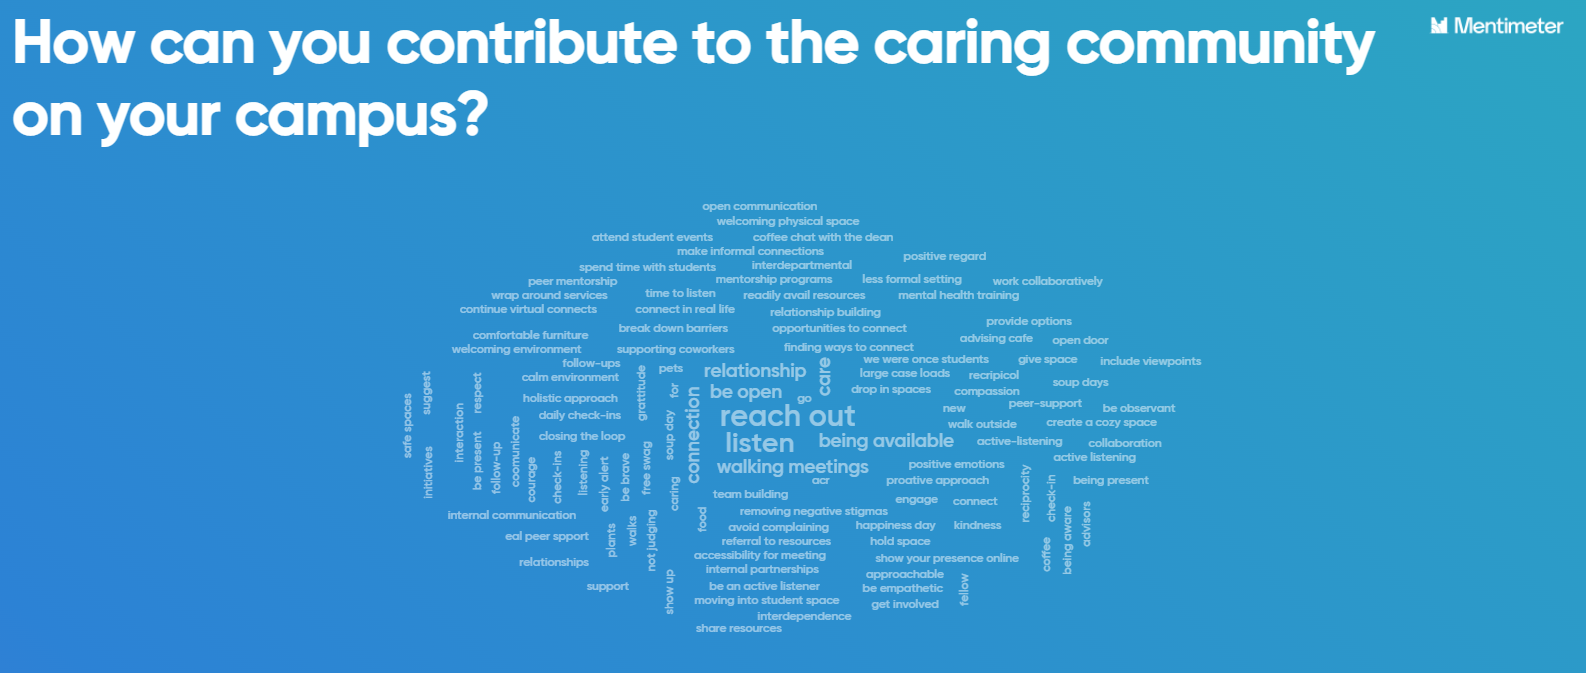 How can you contribute to the caring community
on your campus?
Mentimeter
open communication
welcoming physical space
attend student events
coffee chat with the dean
make informal connections
positive regard
spend time with students
interdepartmental
peer mentorship
mentorship programs
less formal setting
work collaboratively
wrap around services
time to listen
readily avail resources
mental health training
continue virtual connects
connect in real life
relationship building
provide options
comfortable furniture
break down barriers
opportunities to connect
advising cafe
open door
welcoming environment
supporting coworkers
finding ways to connect
we were once students
give space
include viewpoints
follow-ups
pets
relationship
care
large case loads
recripicol
calm environment
grattitude
for
be open
go
drop in spaces
compassion
soup days
suggest
respect
holistic approach
connection
reach out
new
peer-support
be observant
safe spaces
interaction
daily check-ins
soup day
walk outside
create a cozy space
coomunicate
closing the loop
listen
being available
active-listening
collaboration
initiatives
be present
follow-up
courage
check-ins
listening
early alert
be brave
free swag
caring
walking meetings
positive emotions
active listening
acr
proative approach
being present
reciprocity
check-in
team building
engage
connect
internal communication
food
removing negative stigmas
advisors
being aware
coffee
eal peer spport
plants
walks
not judging
avoid complaining
happiness day
kindness
referral to resources
hold space
relationships
accessibility for meeting
show your presence online
internal partnerships
approachable
support
show up
be an active listener
be empathetic
fellow
moving into student space
get involved
interdependence
share resources